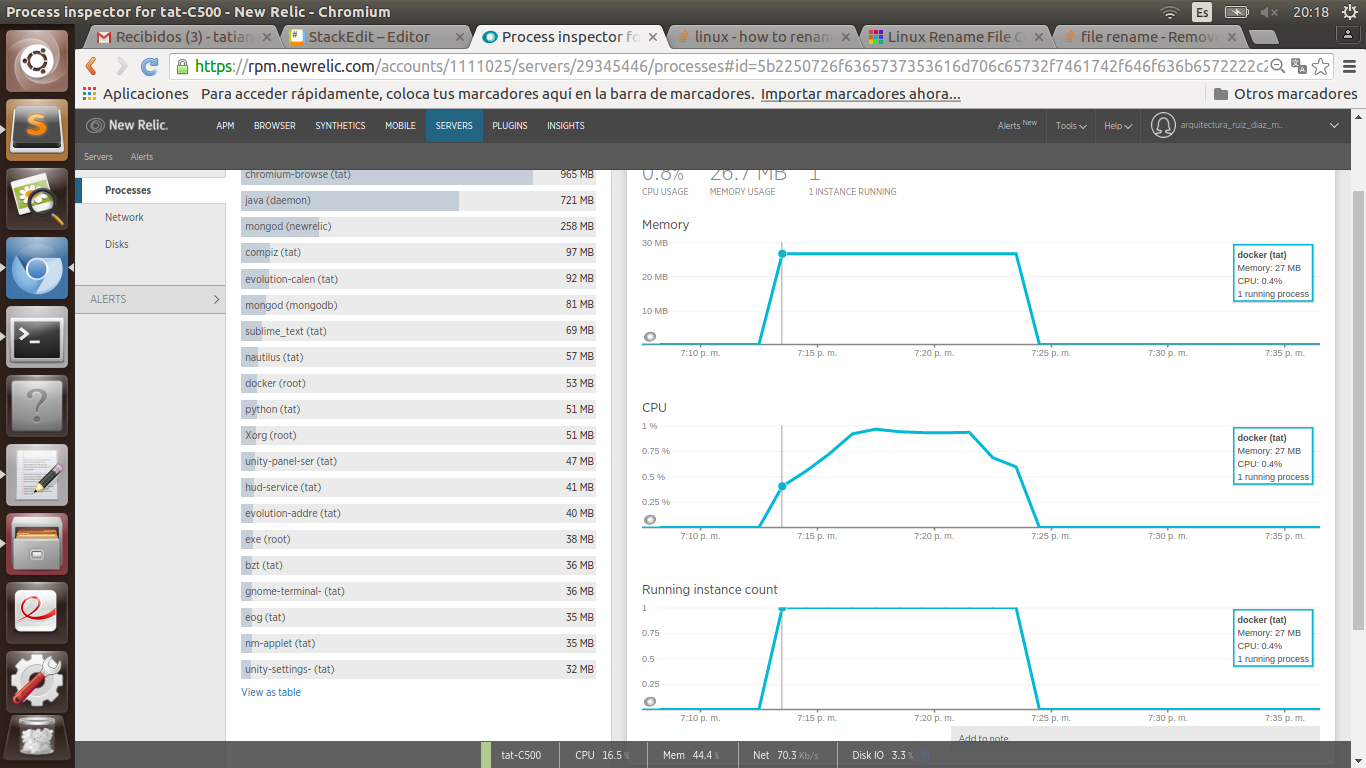 Process inspector for tat-C500 - New Relic - Chromium
Es
20:18
Recibidos (3) - tatian
StackEdit – Editor
Process inspector fo
linux - how to renam
Linux Rename File C
file rename - Remov
https://rpm.newrelic.com/accounts/1111025/servers/29345446/processes#id=5b2250726f6365737353616d706c65732f7461742f646f636b6572222c2
Aplicaciones
Para acceder rápidamente, coloca tus marcadores aquí en la barra de marcadores.
Importar marcadores ahora...
Otros marcadores
New Relic.
APM
BROWSER
SYNTHETICS
MOBILE
SERVERS
PLUGINS
INSIGHTS
Alerts New
Tools
Help
arquitectura_ruiz_diaz_m..
Servers
Alerts
Processes
Network
Disks
ALERTS
chromium-browse (tat) 965 MB
java (daemon) 721 MB
mongod (newrelic) 258 MB
compiz (tat) 97 MB
evolution-calen (tat) 92 MB
mongod (mongodb) 81 MB
sublime_text (tat) 69 MB
nautilus (tat) 57 MB
docker (root) 53 MB
python (tat) 51 MB
Xorg (root) 51 MB
unity-panel-ser (tat) 47 MB
hud-service (tat) 41 MB
evolution-addre (tat) 40 MB
exe (root) 38 MB
bzt (tat) 36 MB
gnome-terminal- (tat) 36 MB
eog (tat) 35 MB
nm-applet (tat) 35 MB
unity-settings- (tat) 32 MB
View as table
0.8% 26.7 MB 1
CPU USAGE MEMORY USAGE 1 INSTANCE RUNNING
Memory
30 MB
20 MB
10 MB
docker (tat)
Memory: 27 MB
CPU: 0.4%
1 running process
7:10 p. m. 7:15 p. m. 7:20 p. m. 7:25 p. m. 7:30 p. m. 7:35 p. m.
CPU
1 %
0.75 %
0.5 %
0.25 %
docker (tat)
Memory: 27 MB
CPU: 0.4%
1 running process
7:10 p. m. 7:15 p. m. 7:20 p. m. 7:25 p. m. 7:30 p. m. 7:35 p. m.
Running instance count
1
0.75
0.5
0.25
docker (tat)
Memory: 27 MB
CPU: 0.4%
1 running process
7:10 p. m. 7:15 p. m. 7:20 p. m. 7:25 p. m. 7:30 p. m. 7:35 p. m.
Add to note
tat-C500 CPU 16.5 % Mem 44.4 % Net 70.3 Kb/s Disk IO 3.3 %